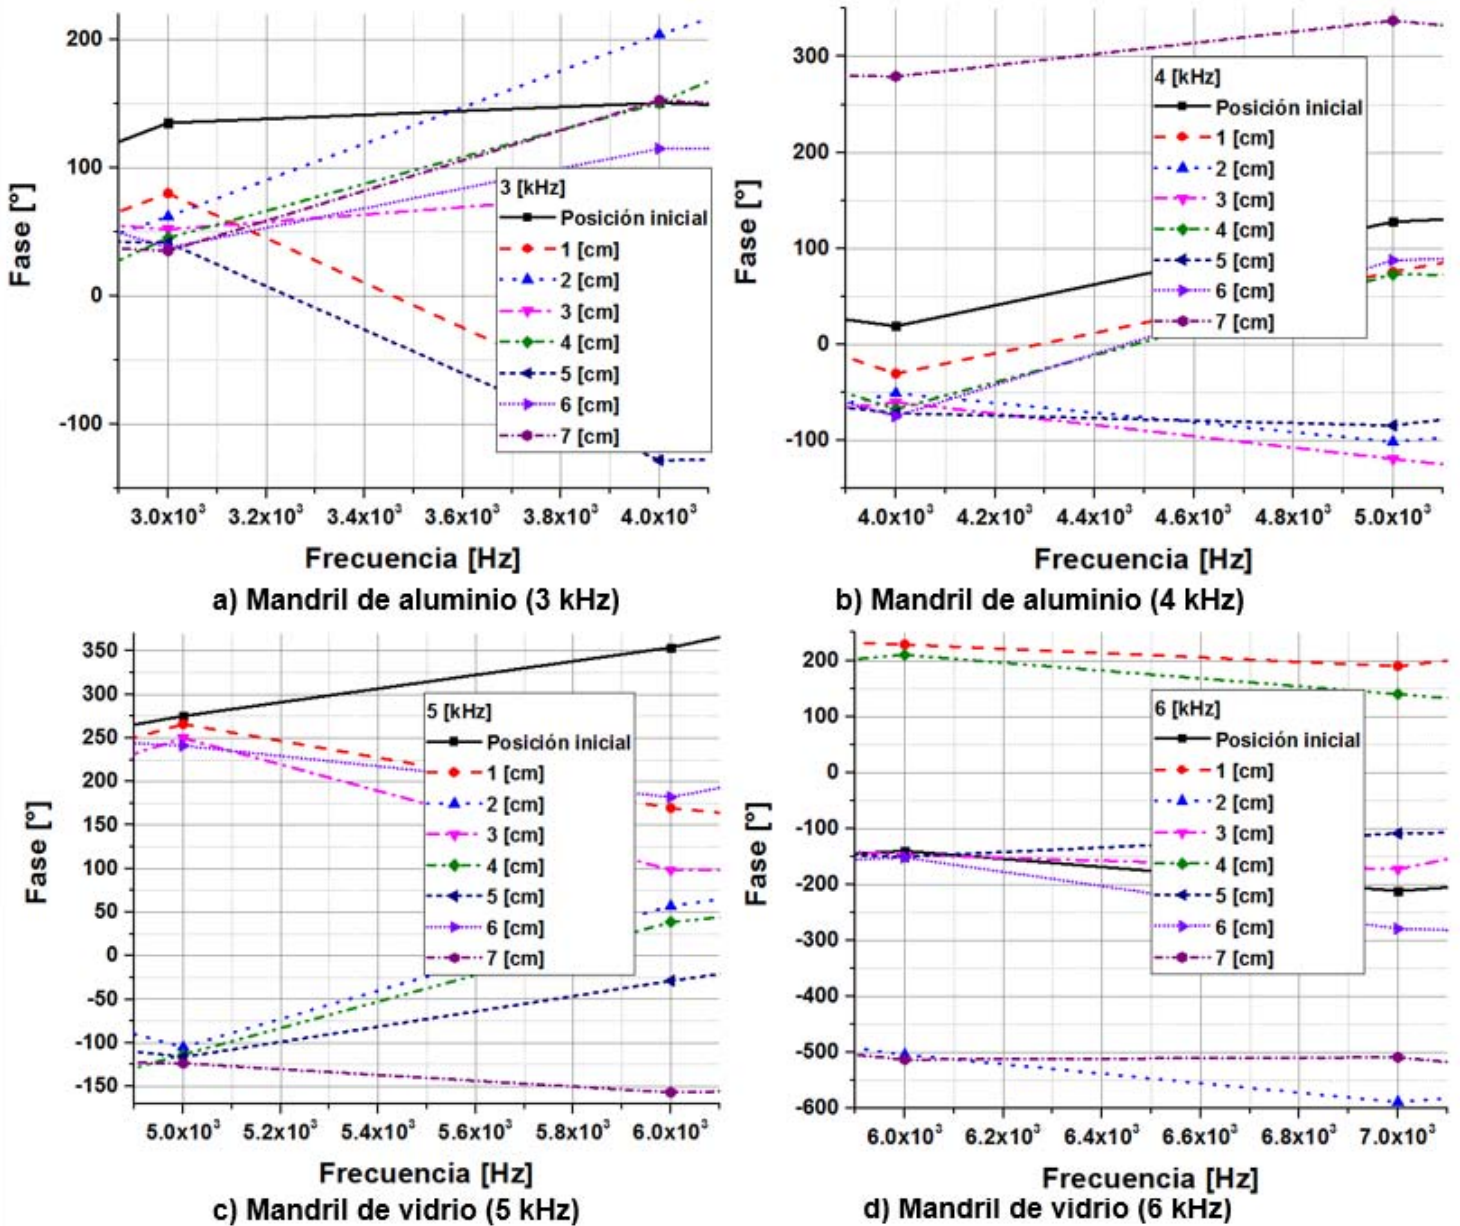 200
100
0
-100
Fase [°]
3 [kHz]
Posición inicial
1 [cm]
2 [cm]
3 [cm]
4 [cm]
5 [cm]
6 [cm]
7 [cm]
3.0x10³ 3.2x10³ 3.4x10³ 3.6x10³ 3.8x10³ 4.0x10³
Frecuencia [Hz]
a) Mandril de aluminio (3 kHz)
300
200
100
0
-100
Fase [°]
4 [kHz]
Posición inicial
1 [cm]
2 [cm]
3 [cm]
4 [cm]
5 [cm]
6 [cm]
7 [cm]
4.0x10³ 4.2x10³ 4.4x10³ 4.6x10³ 4.8x10³ 5.0x10³
Frecuencia [Hz]
b) Mandril de aluminio (4 kHz)
350
300
250
200
150
100
50
0
-50
-100
-150
Fase [°]
5 [kHz]
Posición inicial
1 [cm]
2 [cm]
3 [cm]
4 [cm]
5 [cm]
6 [cm]
7 [cm]
5.0x10³ 5.2x10³ 5.4x10³ 5.6x10³ 5.8x10³ 6.0x10³
Frecuencia [Hz]
c) Mandril de vidrio (5 kHz)
200
100
0
-100
-200
-300
-400
-500
-600
Fase [°]
6 [kHz]
Posición inicial
1 [cm]
2 [cm]
3 [cm]
4 [cm]
5 [cm]
6 [cm]
7 [cm]
6.0x10³ 6.2x10³ 6.4x10³ 6.6x10³ 6.8x10³ 7.0x10³
Frecuencia [Hz]
d) Mandril de vidrio (6 kHz)